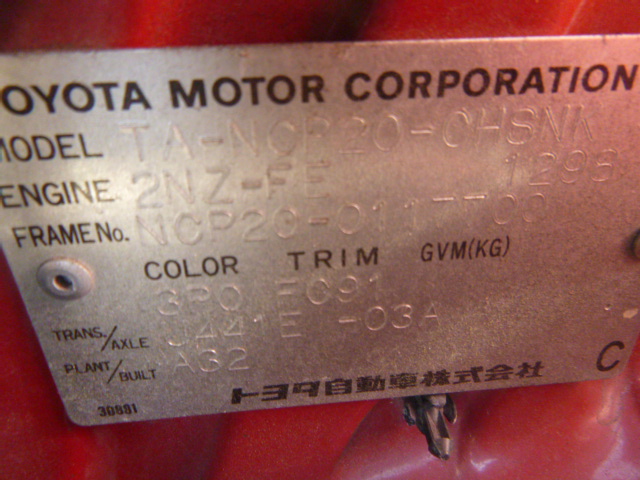 TOYOTA MOTOR CORPORATION
MODEL TA-NCP20-CHSNK
ENGINE 2NZ-FE 1298
FRAME No. NCP20-0117700
COLOR TRIM GVM(KG)
3P0 FC91
TRANS./AXLE U441E -03A
PLANT/BUILT A32
C
トヨタ自動車株式会社
30881